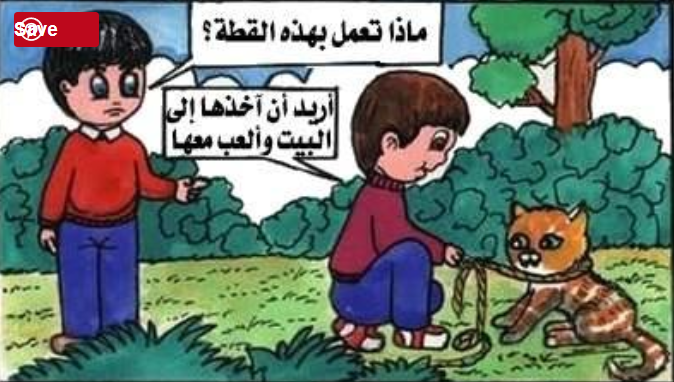 Save
ماذا تعمل بهذه القطة؟
أريد أن آخذها إلى
البيت وألعب معها